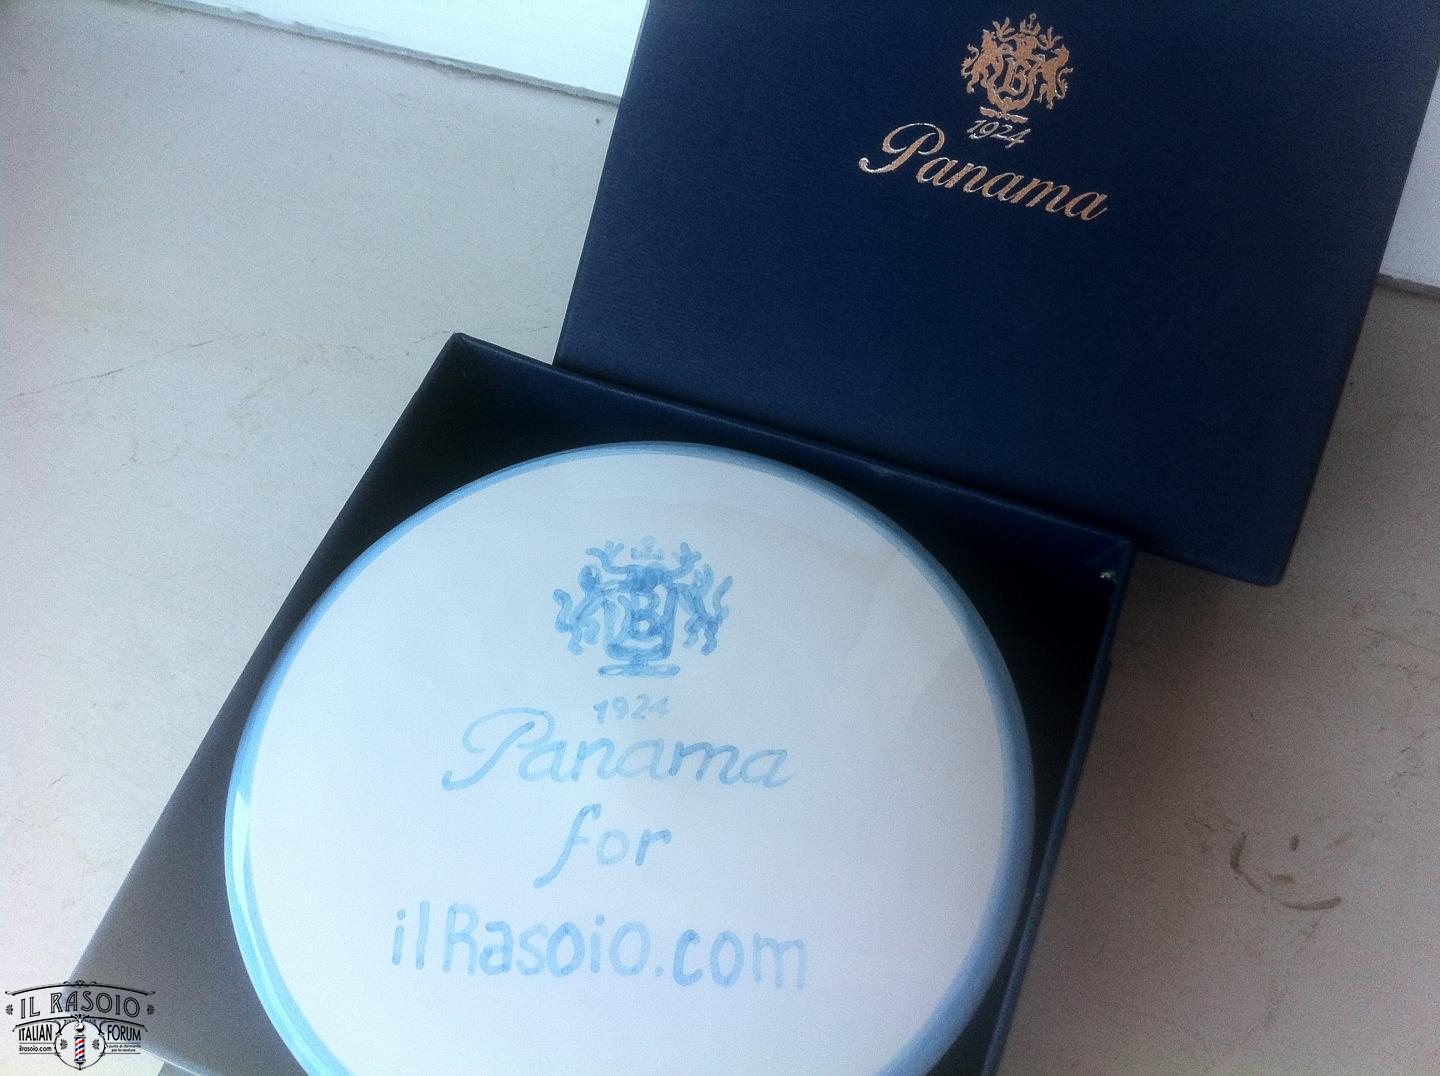 1924
Panama
B
1924
Panama
for
ilRasoio.com
IL RASOIO
ITALIAN FORUM
ilrasoio.com